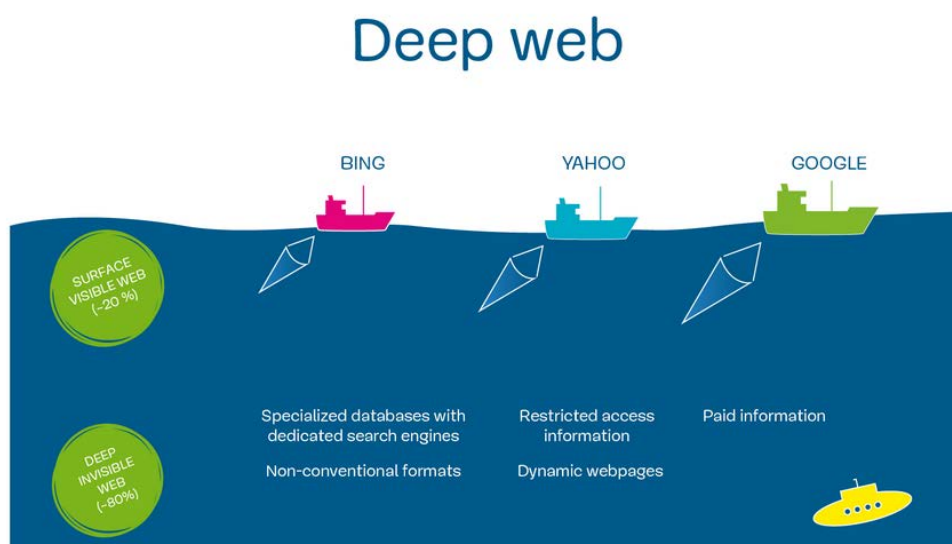 Deep web
BING
YAHOO
GOOGLE
SURFACE
VISIBLE WEB
(~20 %)
Specialized databases with
dedicated search engines
Non-conventional formats
Restricted access
information
Dynamic webpages
Paid information
DEEP
INVISIBLE
WEB
(~80%)